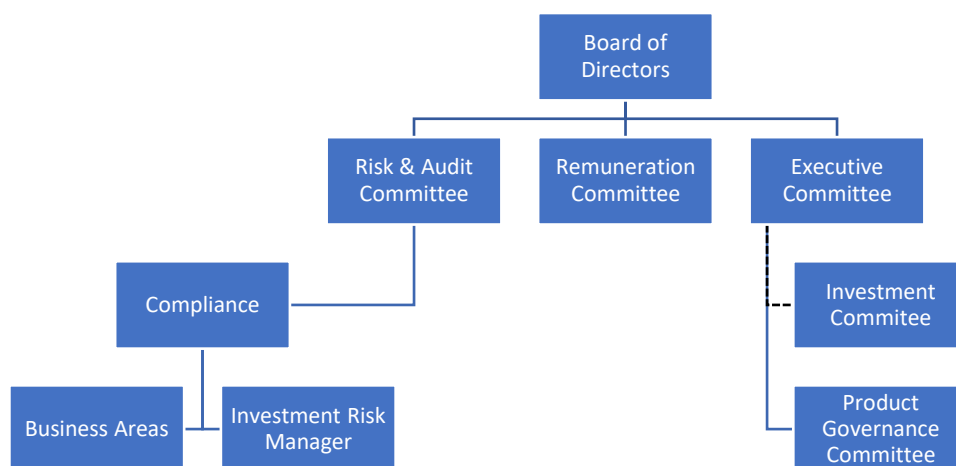 Board of
Directors
Risk & Audit
Committee
Remuneration
Committee
Executive
Committee
Compliance
Investment
Commitee
Business Areas
Investment Risk
Manager
Product
Governance
Committee